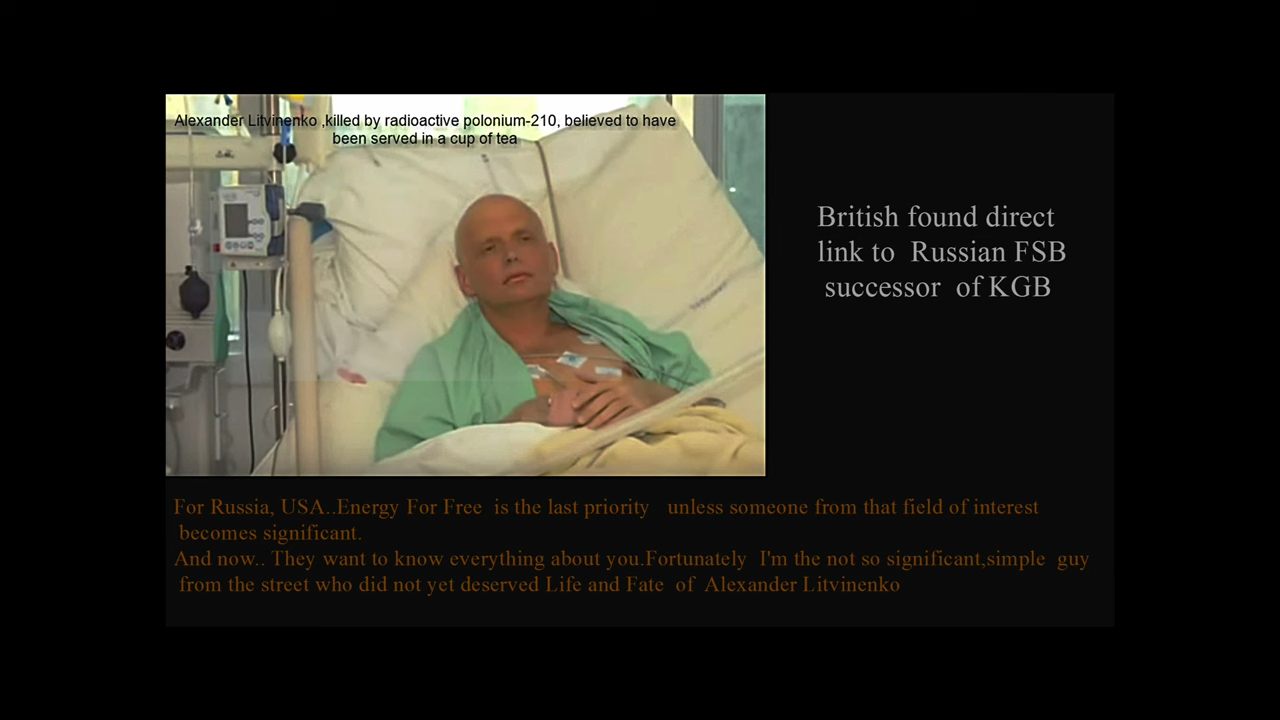 Alexander Litvinenko ,killed by radioactive polonium-210, believed to have
been served in a cup of tea
British found direct
link to Russian FSB
successor of KGB
For Russia, USA..Energy For Free is the last priority unless someone from that field of interest
becomes significant.
And now.. They want to know everything about you.Fortunately I'm the not so significant,simple guy
from the street who did not yet deserved Life and Fate of Alexander Litvinenko